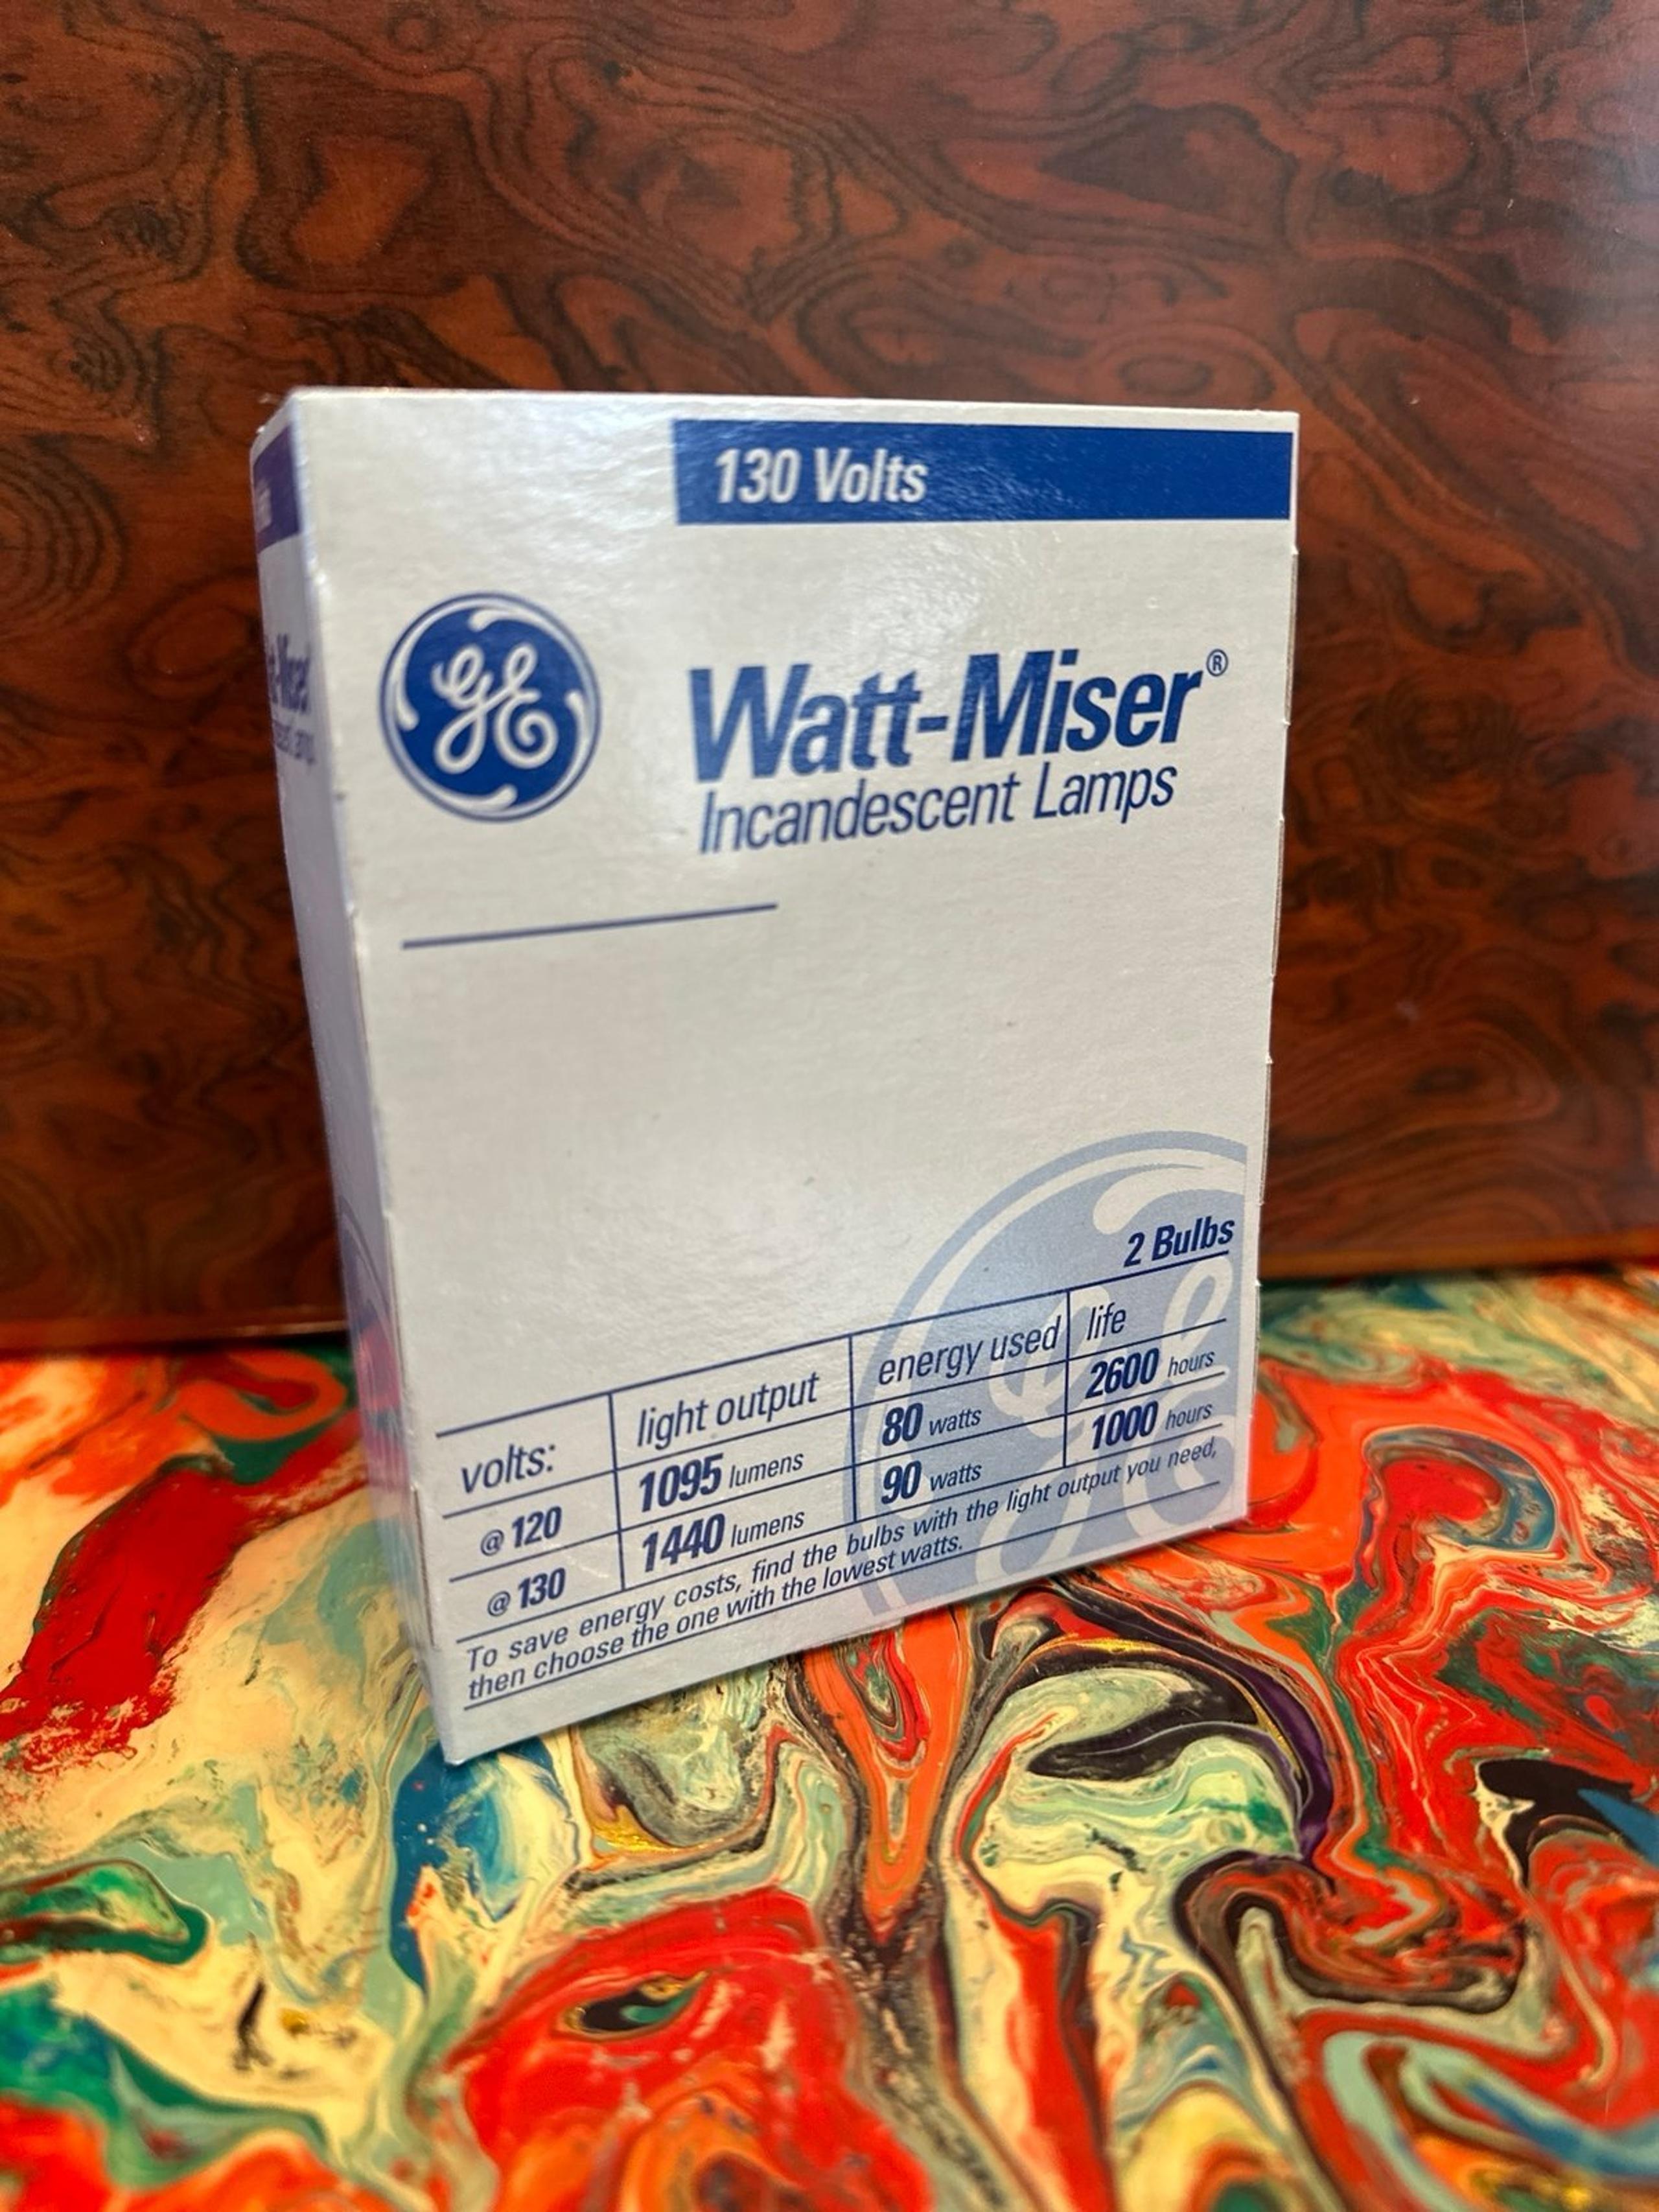 130 Volts
GE
Watt-Miser®
Incandescent Lamps
2 Bulbs
volts: light output energy used life
@ 120 1095 lumens 80 watts 2600 hours
@ 130 1440 lumens 90 watts 1000 hours
To save energy costs, find the bulbs with the light output you need,
then choose the one with the lowest watts.